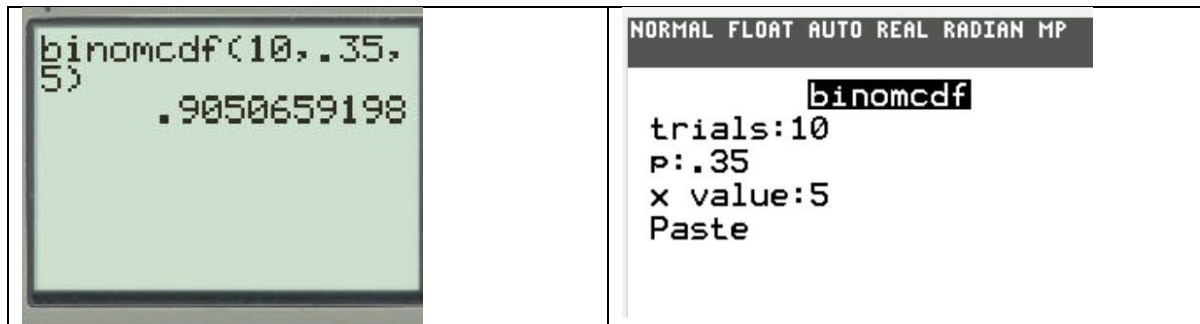 binomcdf(10,.35,
5)
.9050659198
NORMAL FLOAT AUTO REAL RADIAN MP
binomcdf
trials:10
p:.35
x value:5
Paste